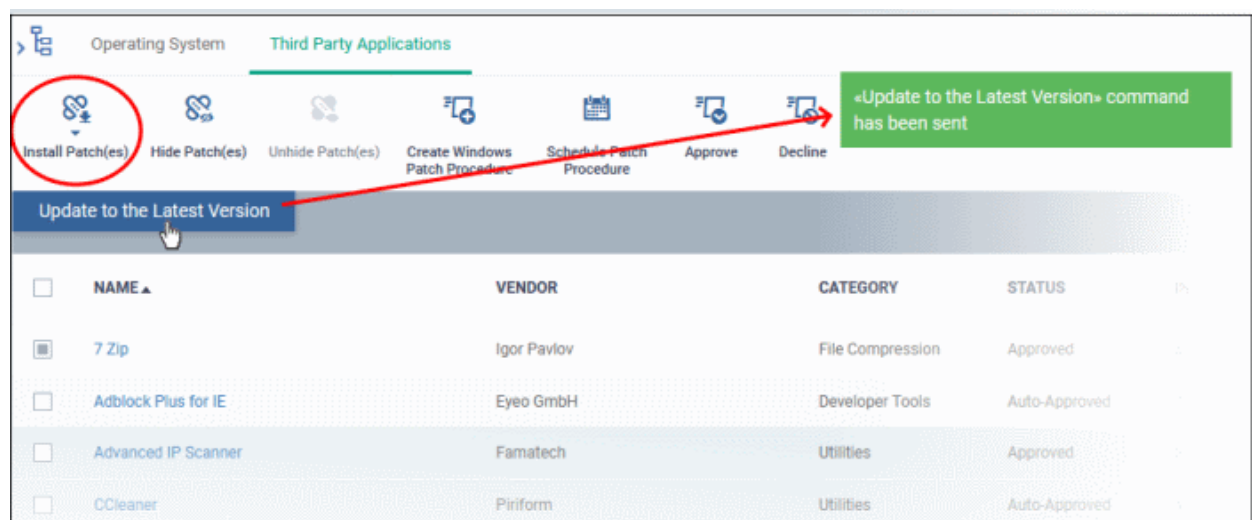 Operating System Third Party Applications
Install Patch(es) Hide Patch(es) Unhide Patch(es) Create Windows Patch Procedure Schedule Patch Procedure Approve Decline
«Update to the Latest Version» command
has been sent
Update to the Latest Version
NAME VENDOR CATEGORY STATUS
7 Zip Igor Pavlov File Compression Approved
Adblock Plus for IE Eyeo GmbH Developer Tools Auto-Approved
Advanced IP Scanner Famatech Utilities Approved
CCleaner Piriform Utilities Auto-Approved